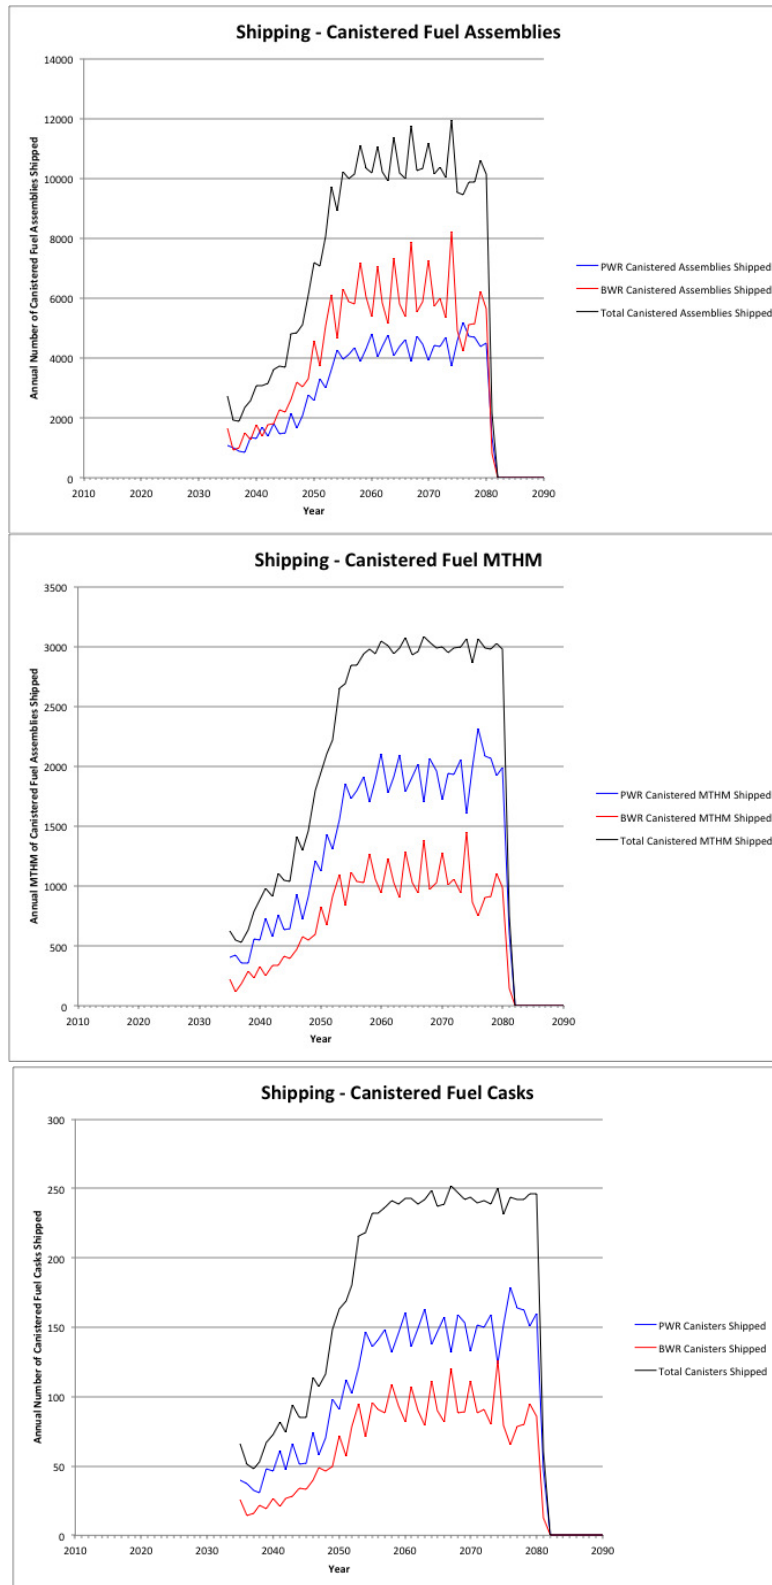 Shipping - Canistered Fuel Assemblies
Annual Number of Canistered Fuel Assemblies Shipped
14000
12000
10000
8000
6000
4000
2000
0
2010 2020 2030 2040 2050 2060 2070 2080 2090
Year
PWR Canistered Assemblies Shipped
BWR Canistered Assemblies Shipped
Total Canistered Assemblies Shipped
Shipping - Canistered Fuel MTHM
Annual MTHM of Canistered Fuel Assemblies Shipped
3500
3000
2500
2000
1500
1000
500
0
2010 2020 2030 2040 2050 2060 2070 2080 2090
Year
PWR Canistered MTHM Shipped
BWR Canistered MTHM Shipped
Total Canistered MTHM Shipped
Shipping - Canistered Fuel Casks
Annual Number of Canistered Fuel Casks Shipped
300
250
200
150
100
50
0
2010 2020 2030 2040 2050 2060 2070 2080 2090
Year
PWR Canisters Shipped
BWR Canisters Shipped
Total Canisters Shipped